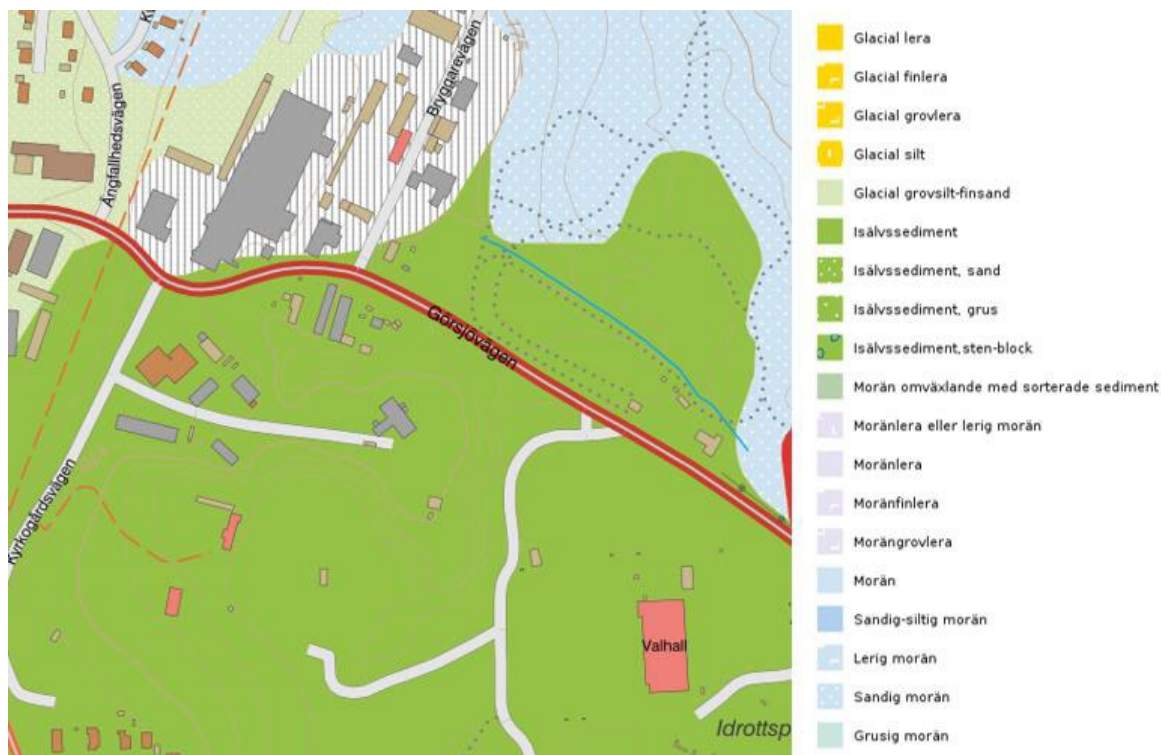 Ångfallhedsvägen
Bryggarevägen
Görsjövägen
Kyrkogårdsvägen
Valhall
Idrottsp
Glacial lera
Glacial finlera
Glacial grovlera
Glacial silt
Glacial grovsilt-finsand
Isälvssediment
Isälvssediment, sand
Isälvssediment, grus
Isälvssediment,sten-block
Morän omväxlande med sorterade sediment
Moränlera eller lerig morän
Moränlera
Moränfinlera
Morängrovlera
Morän
Sandig-siltig morän
Lerig morän
Sandig morän
Grusig morän